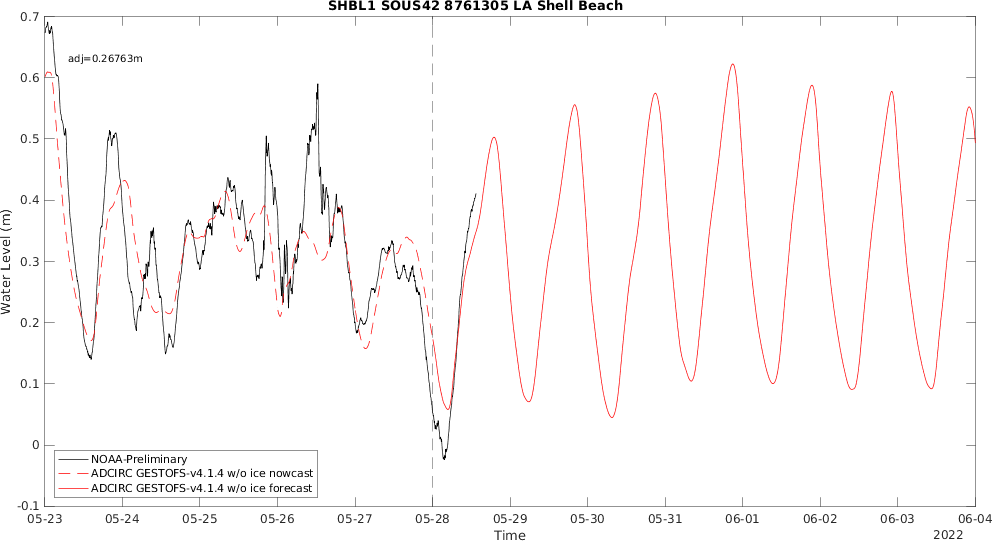 SHBL1 SOUS42 8761305 LA Shell Beach
adj=0.26763m
0.7
0.6
0.5
0.4
0.3
0.2
0.1
0
-0.1
Water Level (m)
NOAA-Preliminary
ADCIRC GESTOFS-v4.1.4 w/o ice nowcast
ADCIRC GESTOFS-v4.1.4 w/o ice forecast
05-23 05-24 05-25 05-26 05-27 05-28 05-29 05-30 05-31 06-01 06-02 06-03 06-04
Time
2022